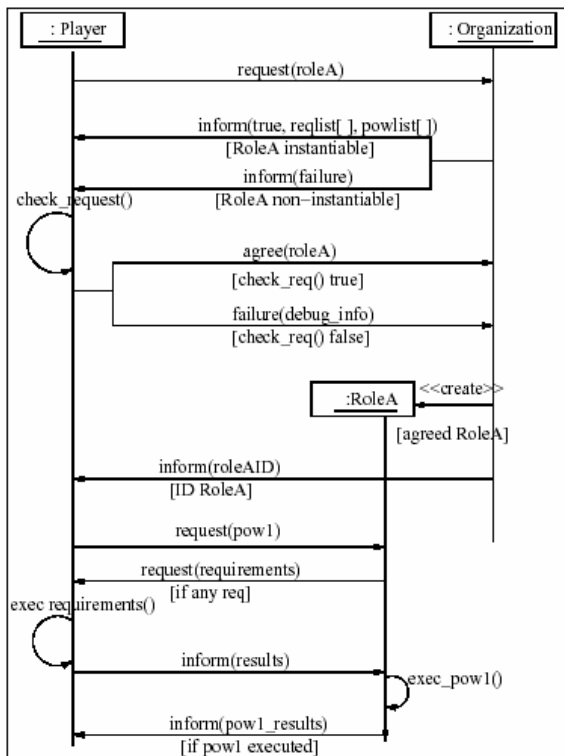 : Player
: Organization
request(roleA)
inform(true, reqlist[ ], powlist[ ])
[RoleA instantiable]
inform(failure)
[RoleA non-instantiable]
check_request()
agree(roleA)
[check_req() true]
failure(debug_info)
[check_req() false]
<<create>>
:RoleA
[agreed RoleA]
inform(roleAID)
[ID RoleA]
request(pow1)
request(requirements)
[if any req]
exec requirements()
inform(results)
exec_pow1()
inform(pow1_results)
[if pow1 executed]